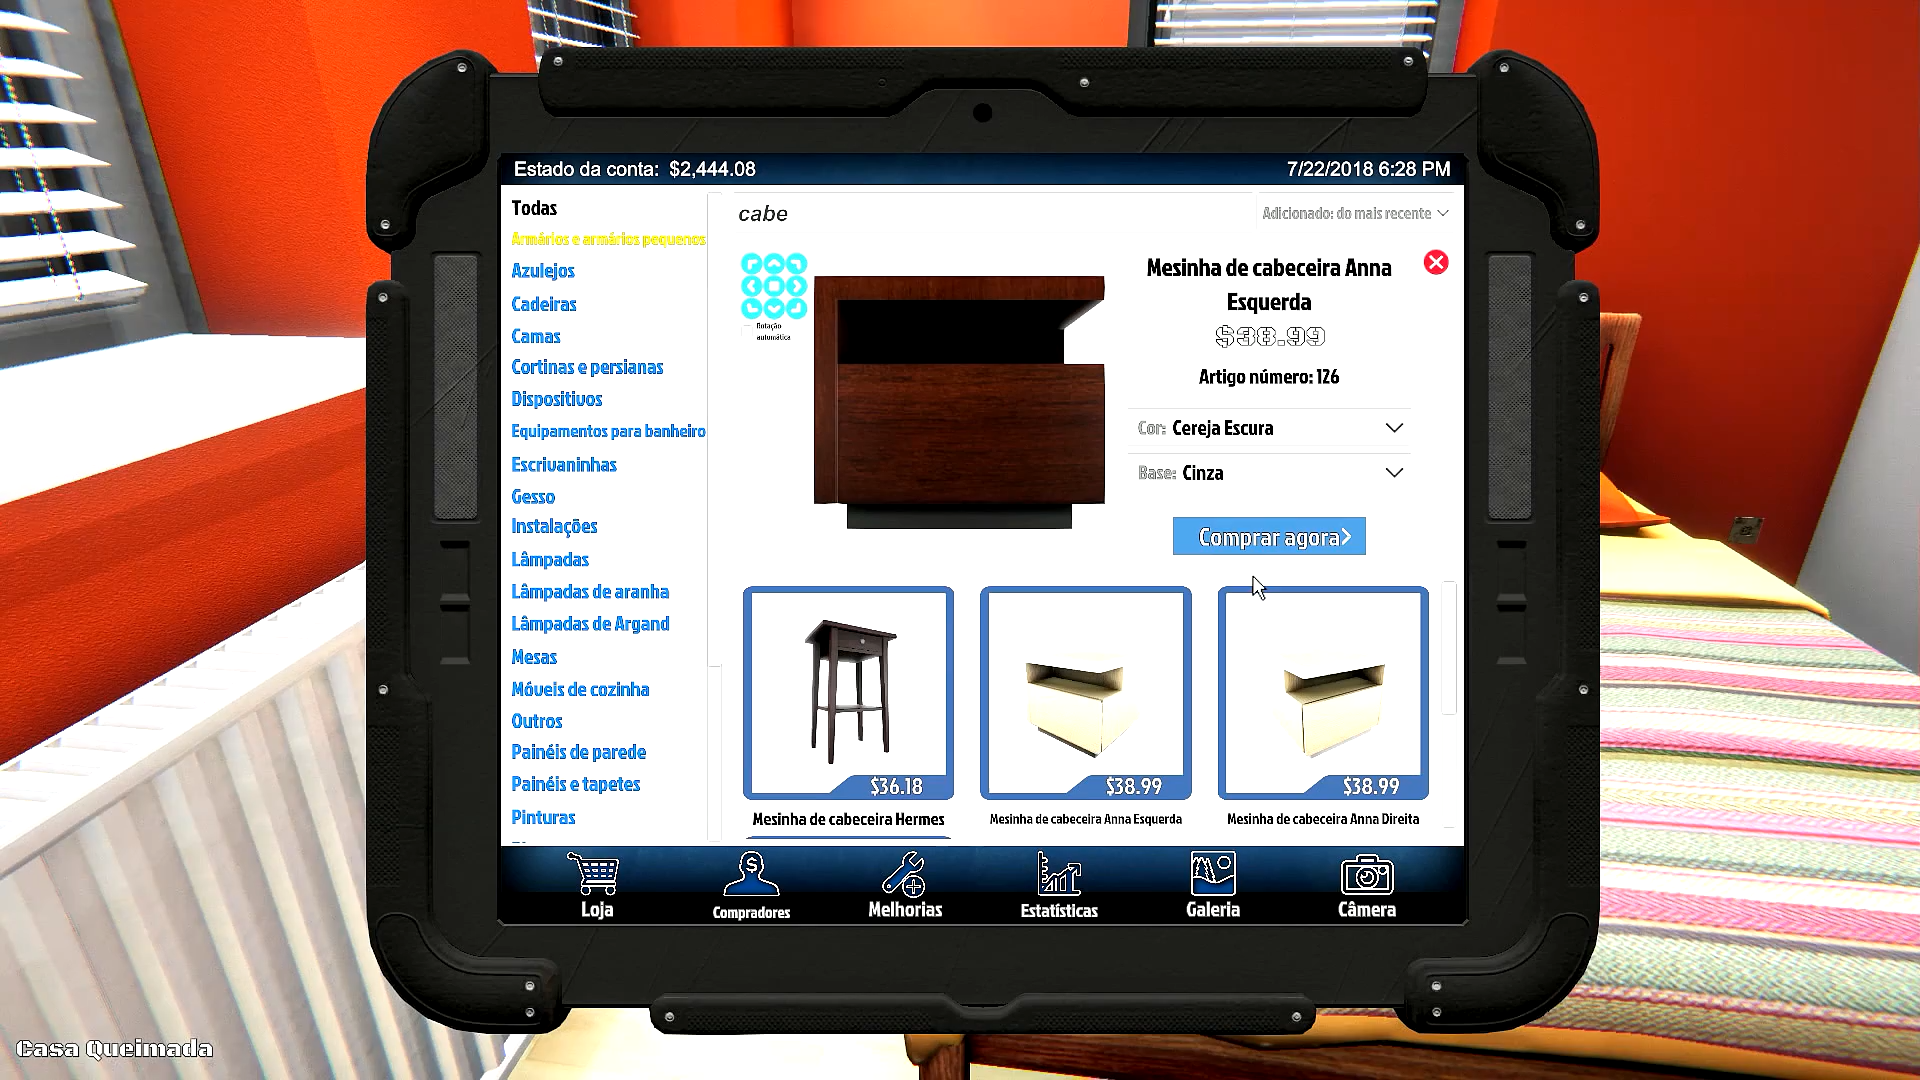 Estado da conta: $2,444.08
7/22/2018 6:28 PM
Todas
Armários e armários pequenos
Azulejos
Cadeiras
Camas
Cortinas e persianas
Dispositivos
Equipamentos para banheiro
Escrivaninhas
Gesso
Instalações
Lâmpadas
Lâmpadas de aranha
Lâmpadas de Argand
Mesas
Móveis de cozinha
Outros
Painéis de parede
Painéis e tapetes
Pinturas
cabe
Adicionado: do mais recente
Rotação
automática
Mesinha de cabeceira Anna
Esquerda
$38.99
Artigo número: 126
Cor: Cereja Escura
Base: Cinza
Comprar agora
$36.18
Mesinha de cabeceira Hermes
$38.99
Mesinha de cabeceira Anna Esquerda
$38.99
Mesinha de cabeceira Anna Direita
Loja
Compradores
Melhorias
Estatísticas
Galeria
Câmera
Casa Queimada